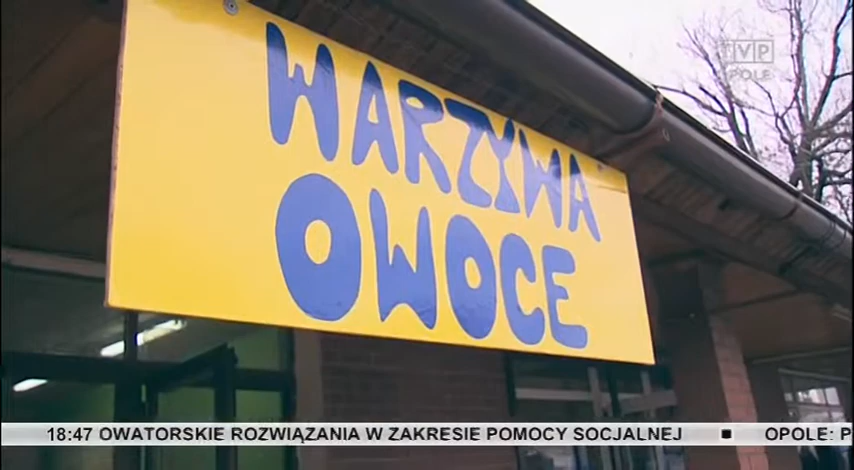 TVP
OPOLE
WARZYWA
OWOCE
18:47 OWATORSKIE ROZWIĄZANIA W ZAKRESIE POMOCY SOCJALNEJ ■ OPOLE: P